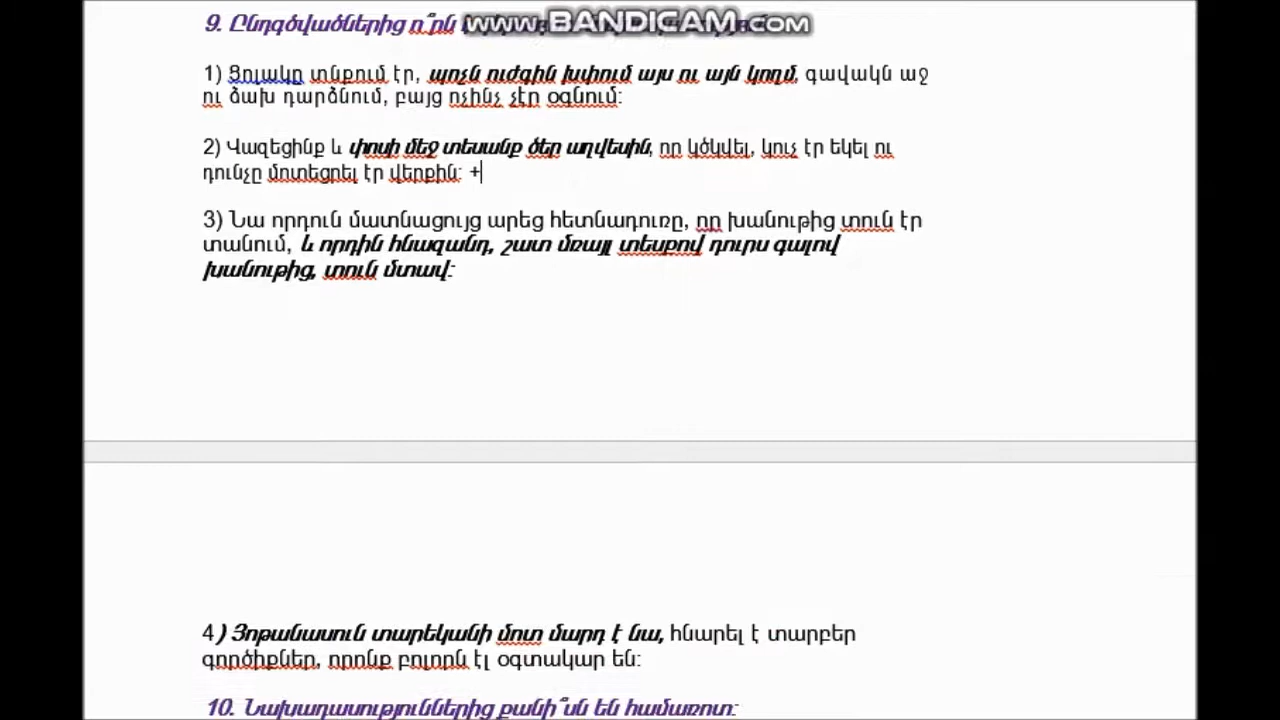 www.BANDICAM.com
9. Ընդգծվածներից ո՞րն
1) Ցուլակը տնքում էր, պոչն ուժգին խփում այս ու այն կողմ, գավակն աջ
ու ձախ դարձնում, բայց ոչինչ չէր օգնում:
2) Վազեցինք և փոսի մեջ տեսանք ծեր աղվեսին, որ կծկվել, կուչ էր եկել ու
դունչը մոտեցրել էր վերքին: +
3) Նա որդուն մատնացույց արեց հետնադուռը, որ խանութից տուն էր
տանում, և որդին հնազանդ, շատ մռայլ տեսքով դուրս գալով
խանութից, տուն մտավ:
4) Յոթանասուն տարեկանի մոտ մարդ է նա, հնարել է տարբեր
գործիքներ, որոնք բոլորն էլ օգտակար են:
10. Նախադասություններից քանի՞սն են համառոտ: